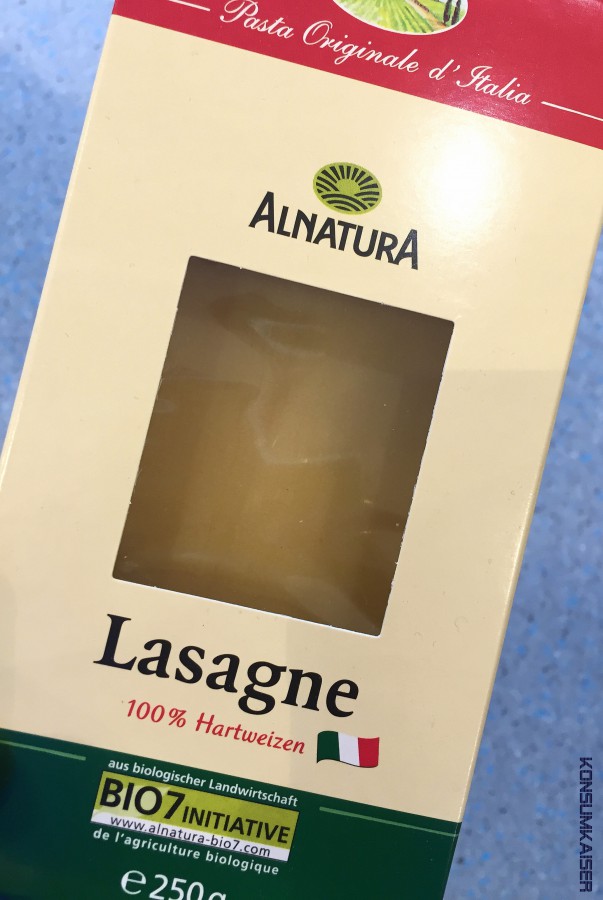 Pasta Originale d'Italia
ALNATURA
Lasagne
100% Hartweizen
aus biologischer Landwirtschaft
BIO7 INITIATIVE
www.alnatura-bio7.com
de l'agriculture biologique
℮ 250g
KONSUMKAISER